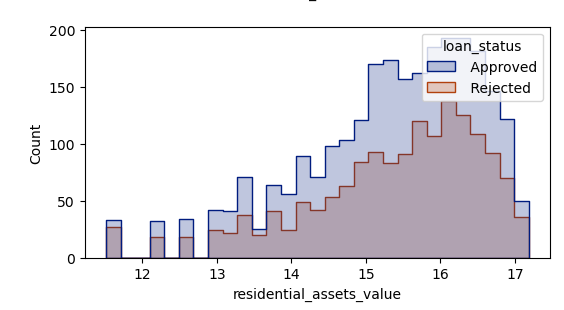 200
150
100
50
0
Count
loan_status
Approved
Rejected
12 13 14 15 16 17
residential_assets_value